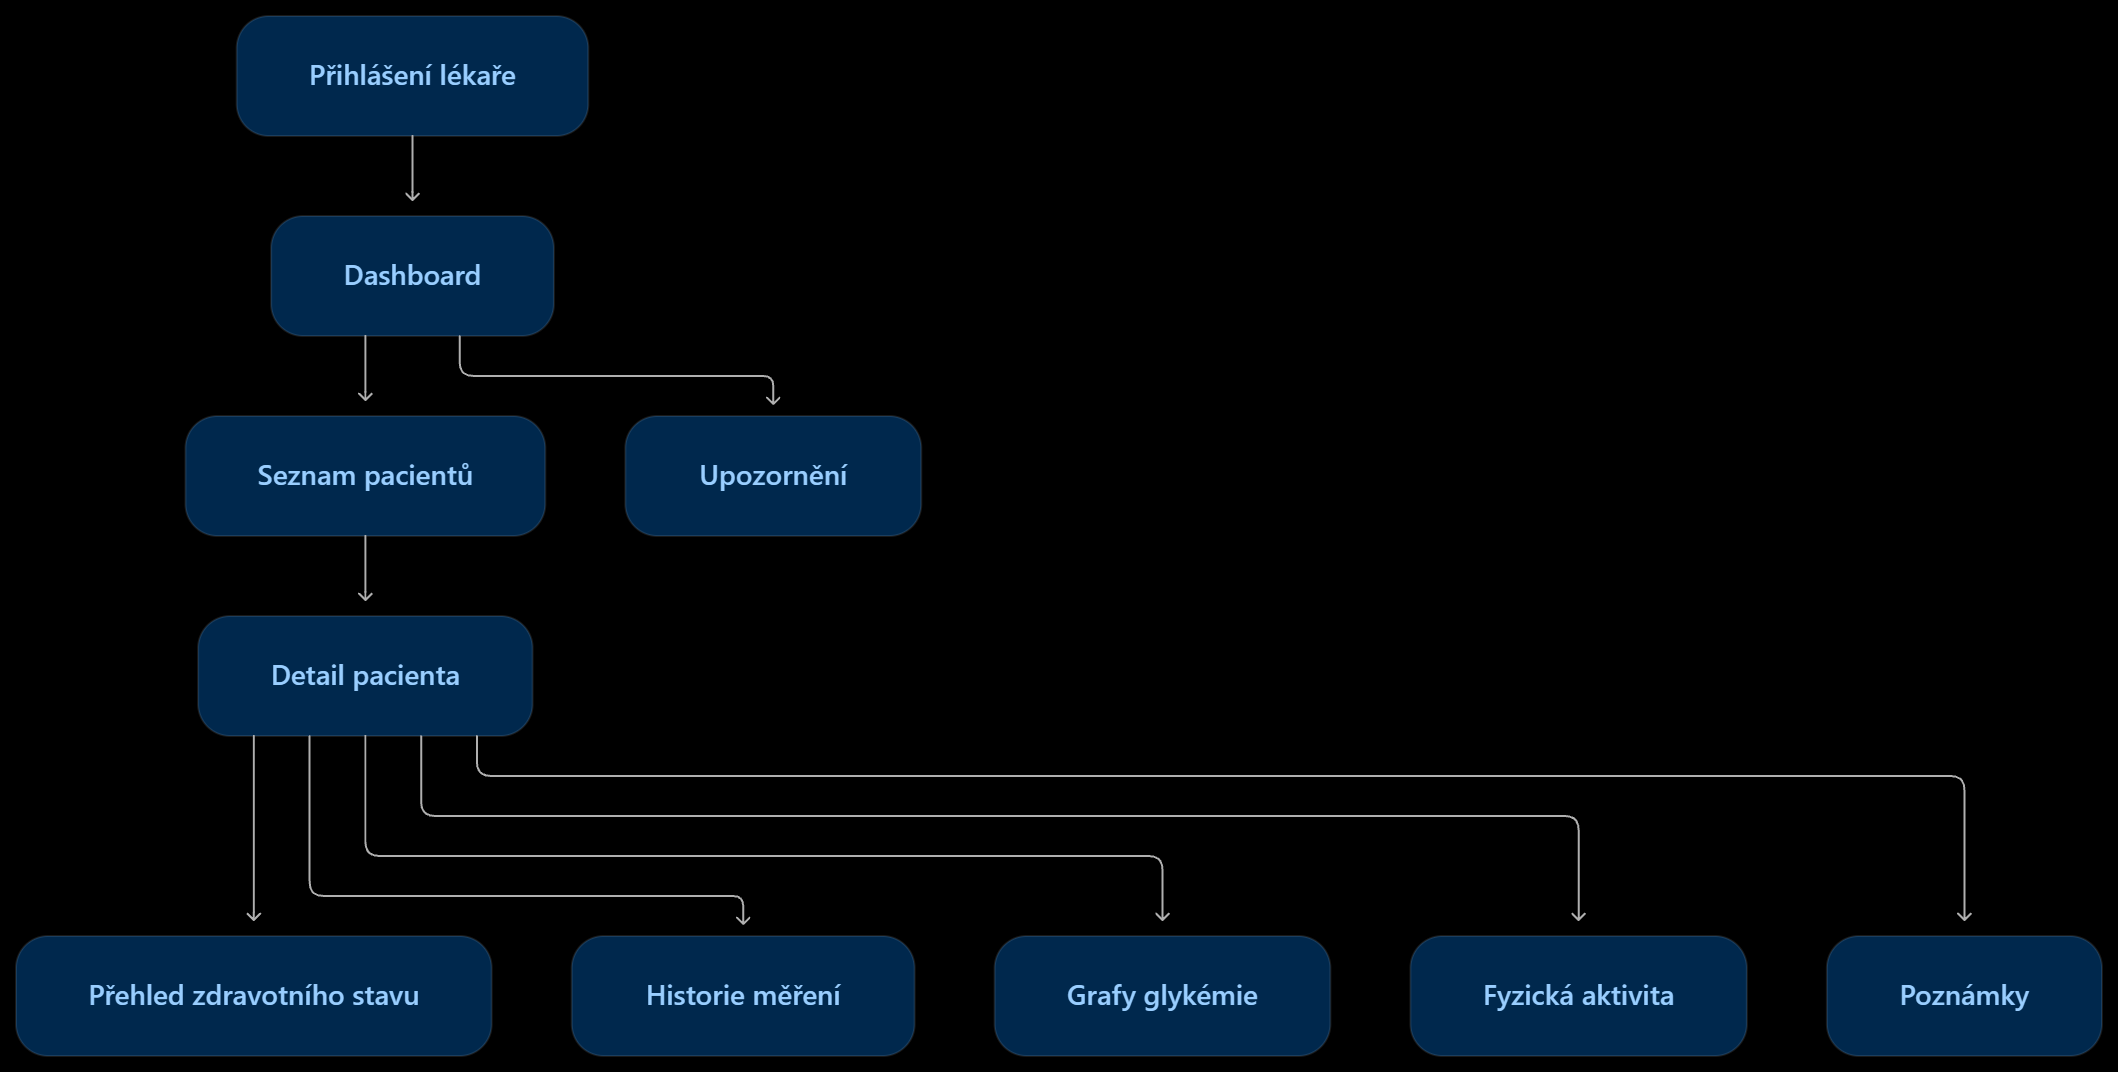 Přihlášení lékaře
Dashboard
Seznam pacientů
Upozornění
Detail pacienta
Přehled zdravotního stavu
Historie měření
Grafy glykémie
Fyzická aktivita
Poznámky